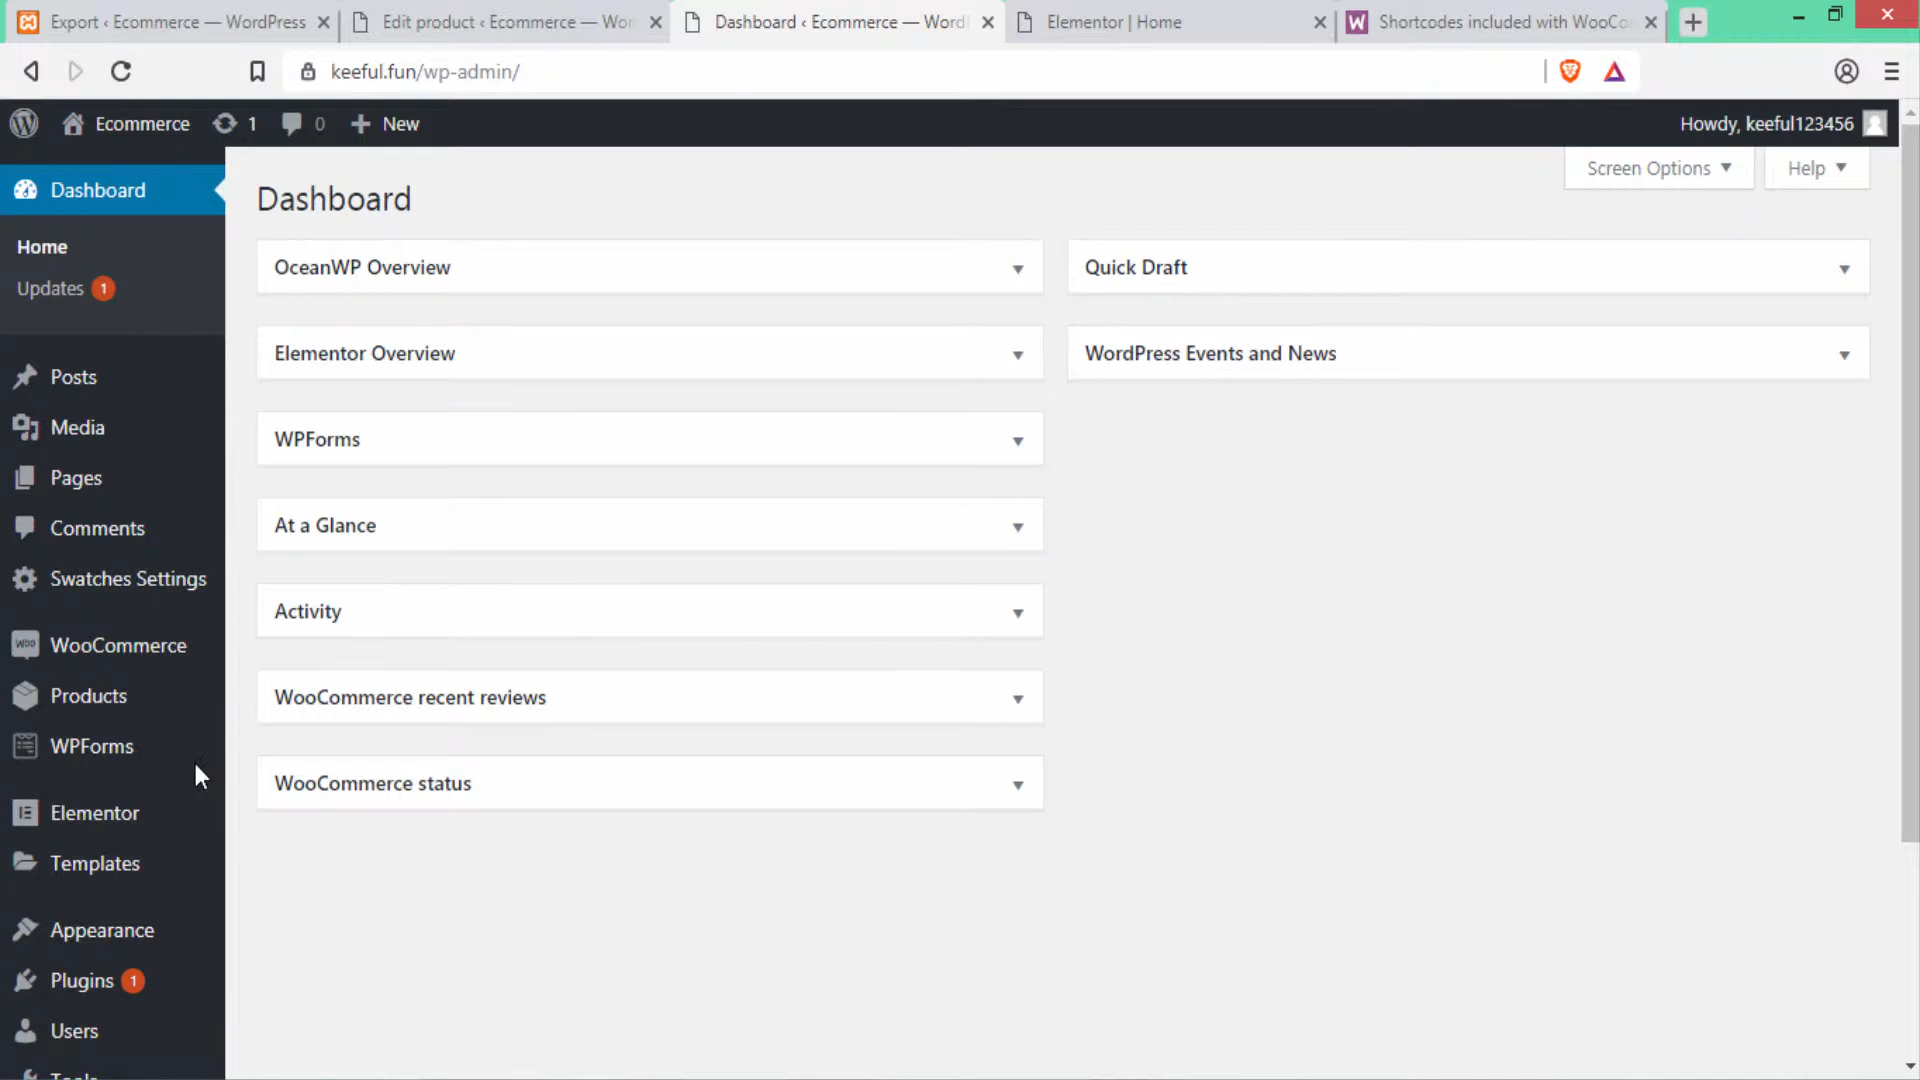 Export ‹ Ecommerce — WordPress
Edit product ‹ Ecommerce — Wor
Dashboard ‹ Ecommerce — Word
Elementor | Home
Shortcodes included with WooCo
keeful.fun/wp-admin/
Ecommerce
1
0
New
Howdy, keeful123456
Screen Options
Help
Dashboard
Home
Updates 1
Posts
Media
Pages
Comments
Swatches Settings
WooCommerce
Products
WPForms
Elementor
Templates
Appearance
Plugins 1
Users
Tools
Dashboard
OceanWP Overview
Elementor Overview
WPForms
At a Glance
Activity
WooCommerce recent reviews
WooCommerce status
Quick Draft
WordPress Events and News